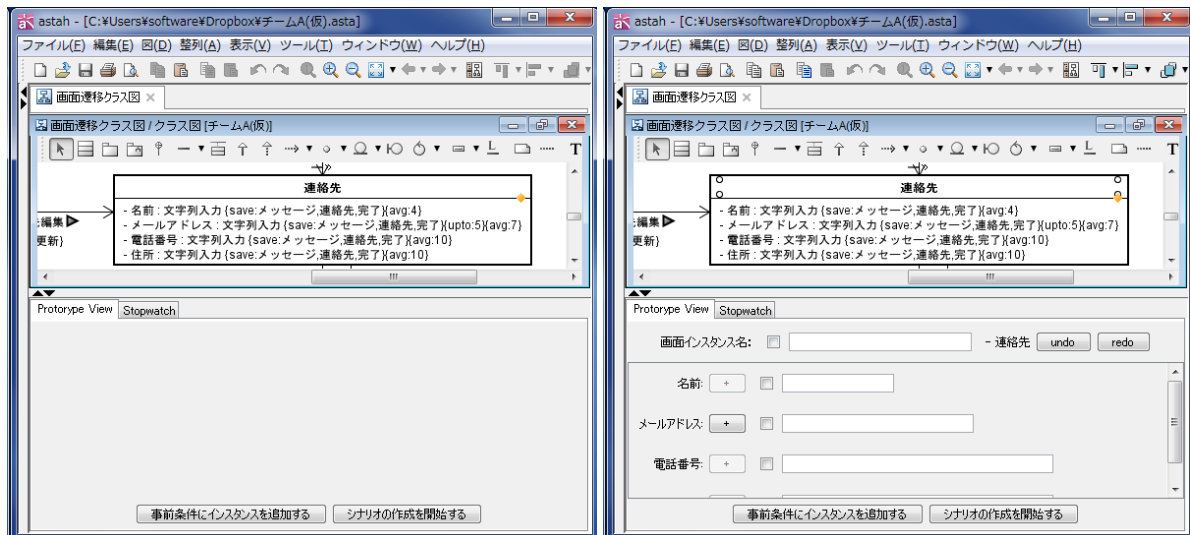 astah - [C:¥Users¥software¥Dropbox¥チームA(仮).asta]
ファイル(F) 編集(E) 図(D) 整列(A) 表示(V) ツール(T) ウィンドウ(W) ヘルプ(H)
画面遷移クラス図
画面遷移クラス図 / クラス図 [チームA(仮)]
T
連絡先
:編集
更新}
- 名前 : 文字列入力 {save:メッセージ,連絡先,完了}{avg:4}
- メールアドレス : 文字列入力 {save:メッセージ,連絡先,完了}{upto:5}{avg:7}
- 電話番号 : 文字列入力 {save:メッセージ,連絡先,完了}{avg:10}
- 住所 : 文字列入力 {save:メッセージ,連絡先,完了}{avg:10}
Protorype View Stopwatch
事前条件にインスタンスを追加する シナリオの作成を開始する
astah - [C:¥Users¥software¥Dropbox¥チームA(仮).asta]
ファイル(F) 編集(E) 図(D) 整列(A) 表示(V) ツール(T) ウィンドウ(W) ヘルプ(H)
画面遷移クラス図
画面遷移クラス図 / クラス図 [チームA(仮)]
T
連絡先
:編集
更新}
- 名前 : 文字列入力 {save:メッセージ,連絡先,完了}{avg:4}
- メールアドレス : 文字列入力 {save:メッセージ,連絡先,完了}{upto:5}{avg:7}
- 電話番号 : 文字列入力 {save:メッセージ,連絡先,完了}{avg:10}
- 住所 : 文字列入力 {save:メッセージ,連絡先,完了}{avg:10}
Protorype View Stopwatch
画面インスタンス名: - 連絡先 undo redo
名前: +
メールアドレス: +
電話番号: +
事前条件にインスタンスを追加する シナリオの作成を開始する